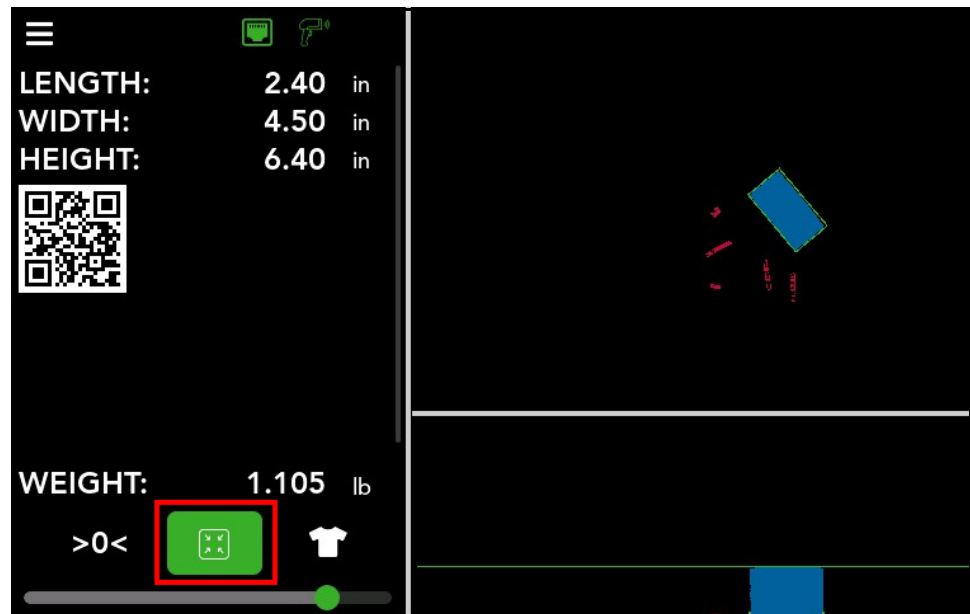 LENGTH: 2.40 in
WIDTH: 4.50 in
HEIGHT: 6.40 in
WEIGHT: 1.105 lb
>0<